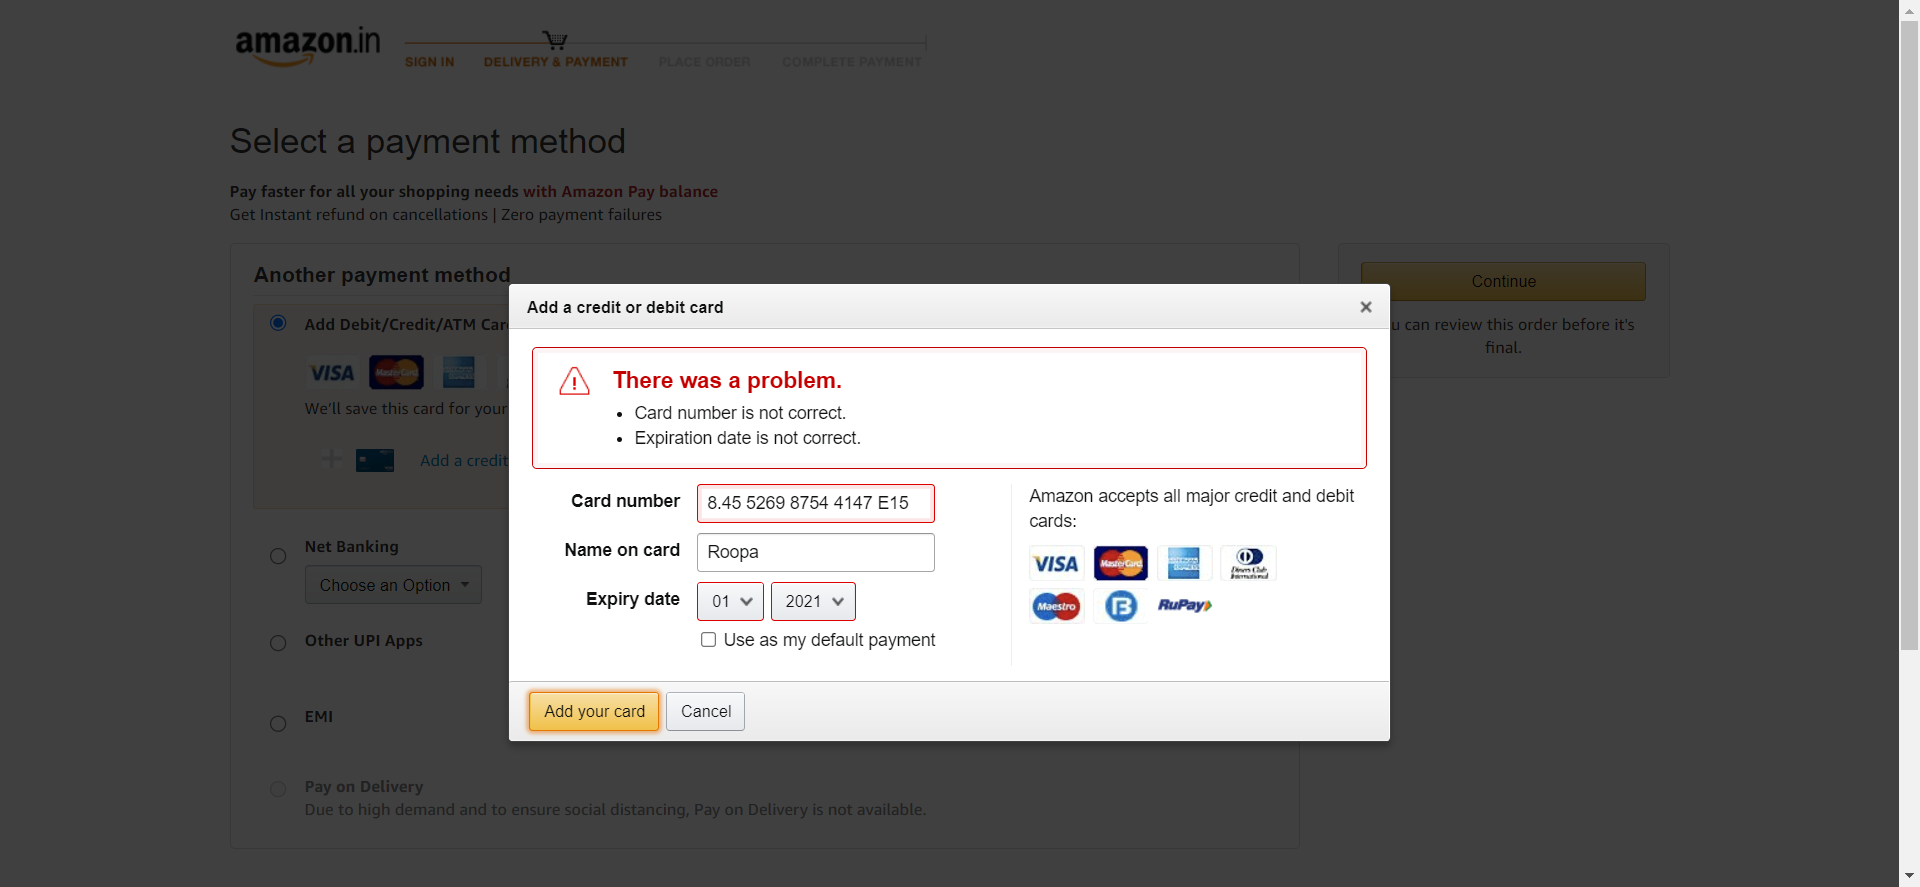 amazon.in
SIGN IN DELIVERY & PAYMENT PLACE ORDER COMPLETE PAYMENT
Select a payment method
Pay faster for all your shopping needs with Amazon Pay balance
Get Instant refund on cancellations | Zero payment failures
Another payment method
Continue
u can review this order before it's
final.
Add Debit/Credit/ATM Car
VISA MasterCard
We'll save this card for your
Add a credit
Net Banking
Choose an Option
Other UPI Apps
EMI
Pay on Delivery
Due to high demand and to ensure social distancing, Pay on Delivery is not available.
Add a credit or debit card
There was a problem.
• Card number is not correct.
• Expiration date is not correct.
Card number 8.45 5269 8754 4147 E15
Name on card Roopa
Expiry date 01 2021
Use as my default payment
Amazon accepts all major credit and debit
cards:
VISA MasterCard AMERICAN EXPRESS Diners Club International
Maestro RuPay
Add your card Cancel